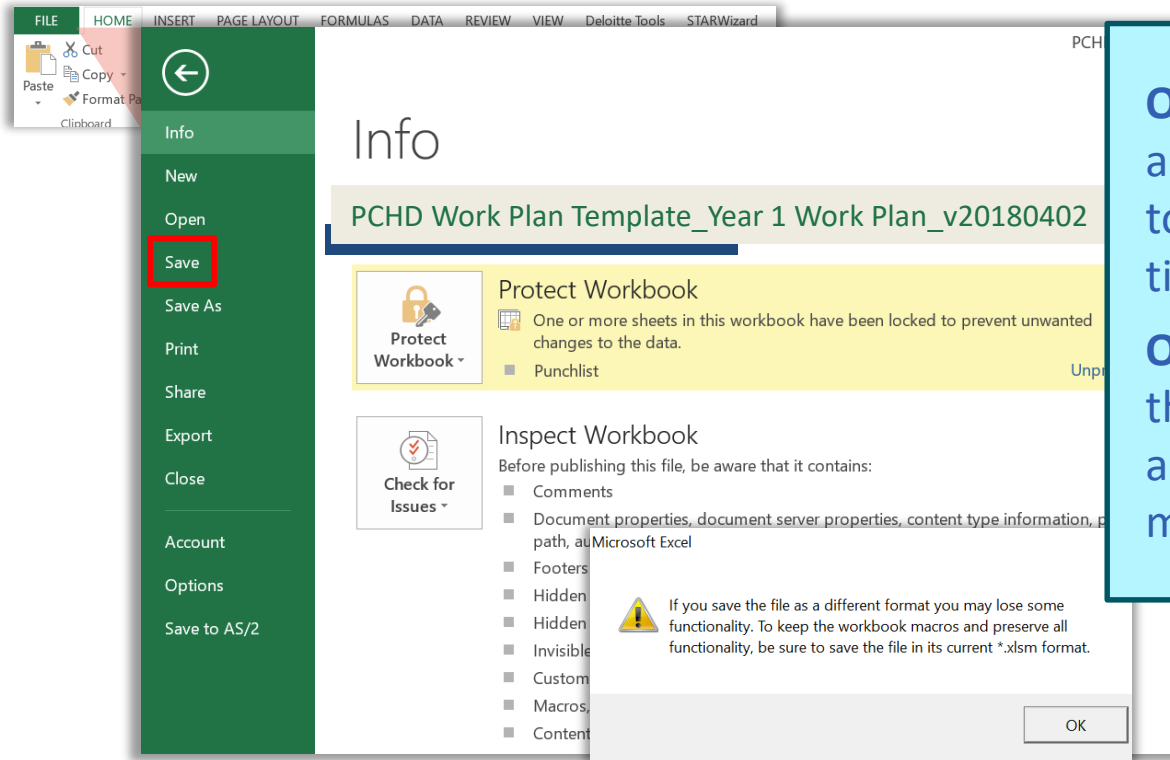 FILE HOME INSERT PAGE LAYOUT FORMULAS DATA REVIEW VIEW Deloitte Tools STARWizard
Cut
Copy
Paste
Format Pa
Clipboard
PCH
Info
New
Open
Save
Save As
Print
Share
Export
Close
Account
Options
Save to AS/2
Info
PCHD Work Plan Template_Year 1 Work Plan_v20180402
Protect
Workbook
Protect Workbook
One or more sheets in this workbook have been locked to prevent unwanted
changes to the data.
Punchlist
Unpr
Check for
Issues
Inspect Workbook
Before publishing this file, be aware that it contains:
Comments
Document properties, document server properties, content type information, p
path, au
Footers
Hidden
Hidden
Invisible
Custom
Macros,
Content
Microsoft Excel
If you save the file as a different format you may lose some
functionality. To keep the workbook macros and preserve all
functionality, be sure to save the file in its current *.xlsm format.
OK